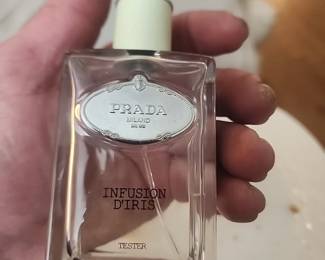 PRADA
MILANO
INFUSION
D'IRIS
TESTER